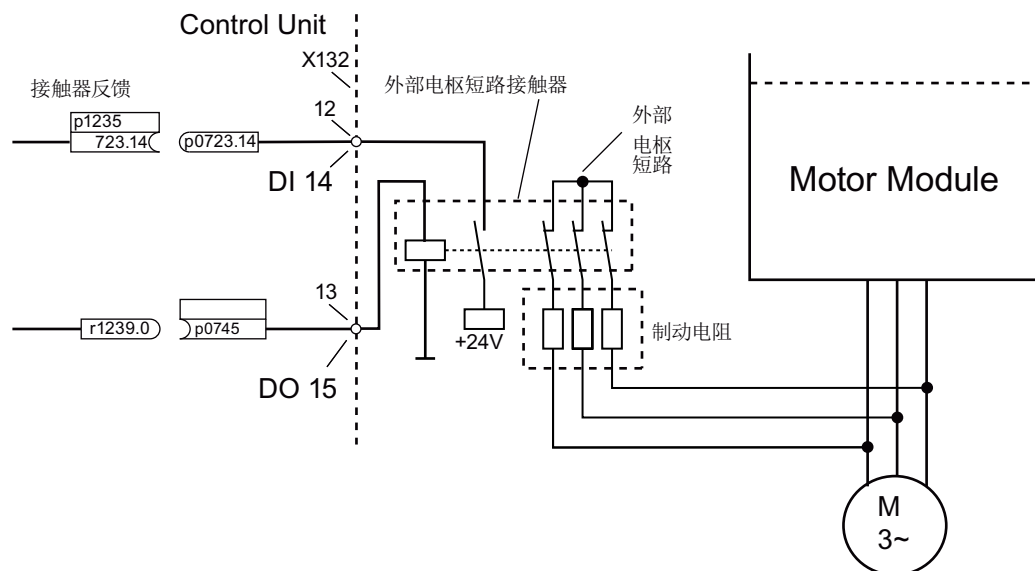 Control Unit
X132
接触器反馈
外部电枢短路接触器
p1235
723.14
p0723.14
12
DI 14
外部
电枢
短路
Motor Module
13
r1239.0
p0745
DO 15
+24V
制动电阻
M
3~